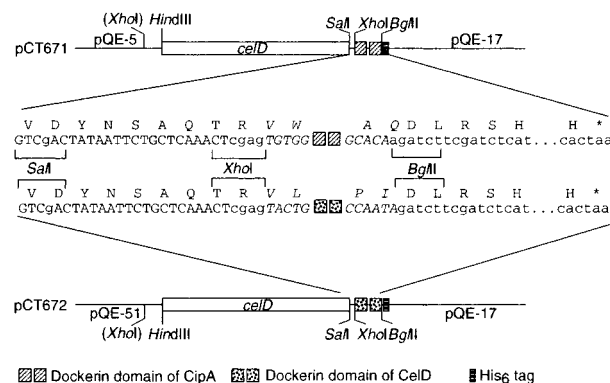 (XhoI) HindIII SalI XhoI BglII
pCT671 pQE-5 celD pQE-17
V D Y N S A Q T R V W A Q D L R S H H *
GTCgACTATAATTCTGCTCAAACTcgagTGTGG GCACAagatcttcgatctcat...cactaa
SalI XhoI BglII
V D Y N S A Q T R V L P I D L R S H H *
GTCgACTATAATTCTGCTCAAACTcgagTACTG CCAATAgatcttcgatctcat...cactaa
pCT672 pQE-51 celD pQE-17
(XhoI) HindIII SalI XhoI BglII
Dockerin domain of CipA Dockerin domain of CelD His6 tag